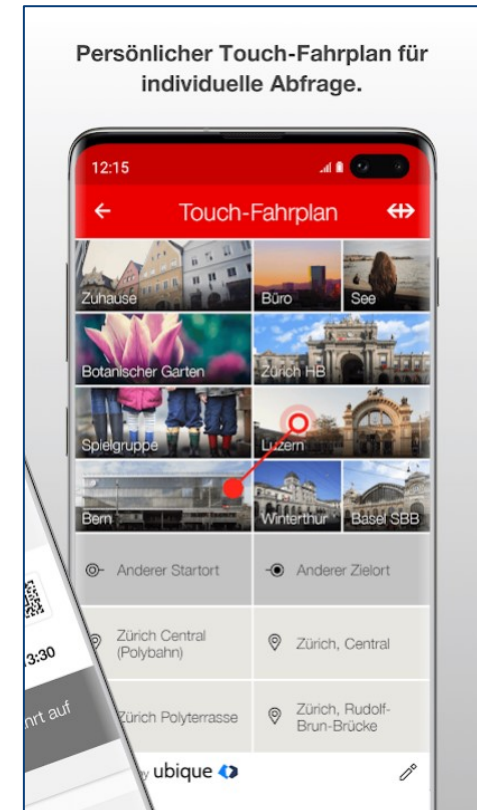 Persönlicher Touch-Fahrplan für
individuelle Abfrage.
12:15
Touch-Fahrplan
Zuhause
Büro
See
Botanischer Garten
Zürich HB
Spielgruppe
Luzern
Bern
Winterthur
Basel SBB
Anderer Startort
Anderer Zielort
Zürich Central
(Polybahn)
Zürich, Central
3:30
rt auf
Zürich Polyterrasse
Zürich, Rudolf-
Brun-Brücke
ubique